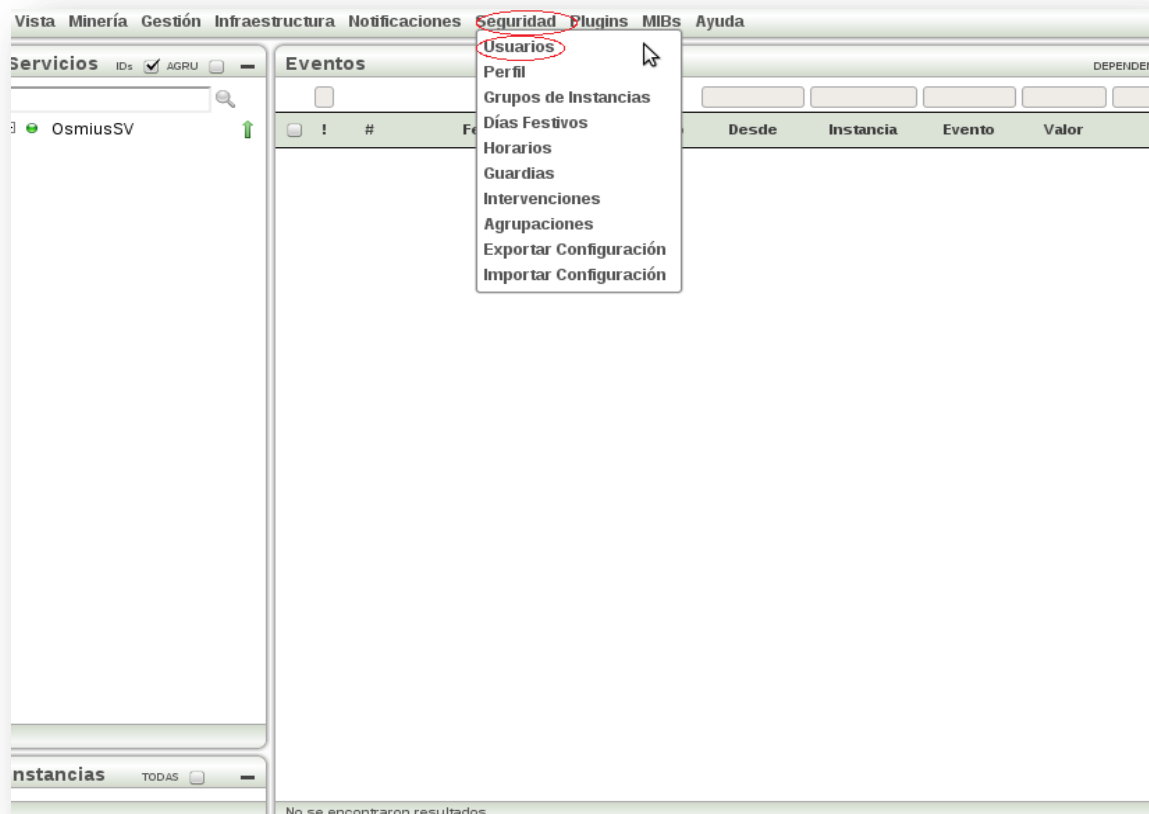 Vista Minería Gestión Infraestructura Notificaciones Seguridad Plugins MIBs Ayuda
Servicios IDs AGRU
OsmiusSV
Eventos
! # Desde Instancia Evento Valor
Usuarios
Perfil
Grupos de Instancias
Días Festivos
Horarios
Guardias
Intervenciones
Agrupaciones
Exportar Configuración
Importar Configuración
nstancias TODAS
No se encontraron resultados